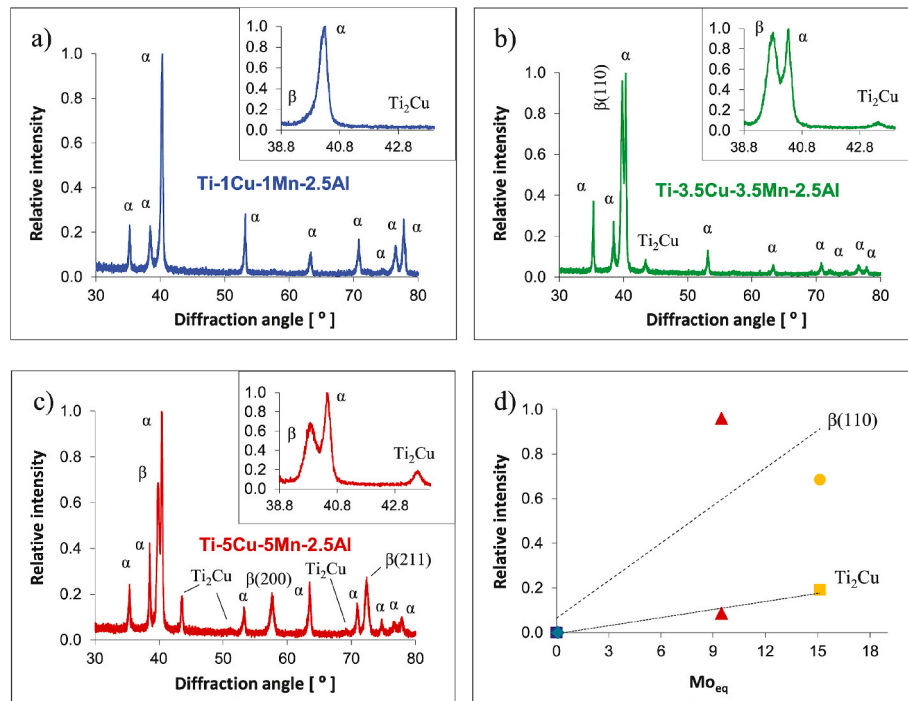 a)
Relative intensity
1.0
0.8
0.6
0.4
0.2
0.0
30 40 50 60 70 80
Diffraction angle [ ° ]
α
α α α α α α α
Ti-1Cu-1Mn-2.5Al
1.0
0.8
0.6
0.4
0.2
0.0
38.8 40.8 42.8
β
α
Ti₂Cu
b)
Relative intensity
1.0
0.8
0.6
0.4
0.2
0.0
30 40 50 60 70 80
Diffraction angle [ ° ]
α
β(110)
α α
Ti₂Cu
α α α α α α
Ti-3.5Cu-3.5Mn-2.5Al
1.0
0.8
0.6
0.4
0.2
0.0
38.8 40.8 42.8
β
α
Ti₂Cu
c)
Relative intensity
1.0
0.8
0.6
0.4
0.2
0.0
30 40 50 60 70 80
Diffraction angle [ ° ]
α
β
α α
Ti-5Cu-5Mn-2.5Al
Ti₂Cu β(200) Ti₂Cu β(211)
α α α α α α
1.0
0.8
0.6
0.4
0.2
0.0
38.8 40.8 42.8
β
α
Ti₂Cu
d)
Relative intensity
1.0
0.8
0.6
0.4
0.2
0.0
0 3 6 9 12 15 18
Mo_eq
β(110)
Ti₂Cu